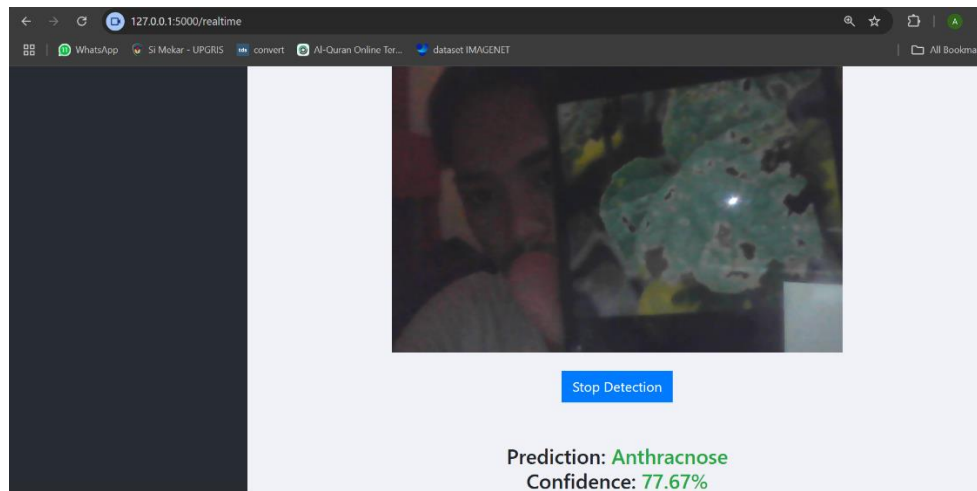 127.0.0.1:5000/realtime
A
WhatsApp Si Mekar - UPGRIS convert Al-Quran Online Ter... dataset IMAGENET All Bookma
Stop Detection
Prediction: Anthracnose
Confidence: 77.67%